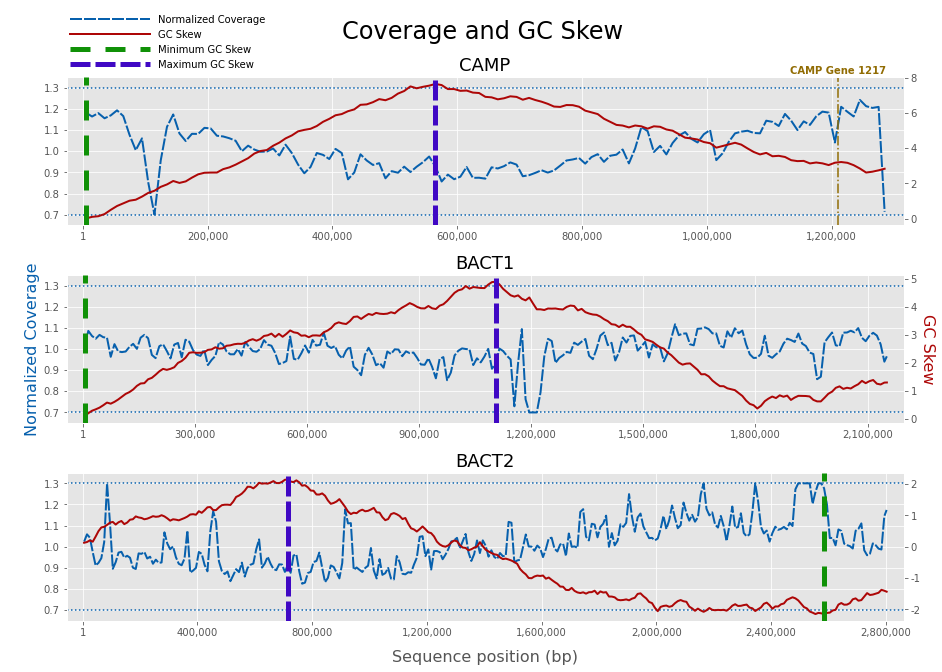 Normalized Coverage
GC Skew
Minimum GC Skew
Maximum GC Skew
Coverage and GC Skew
CAMP
CAMP Gene 1217
1.3
1.2
1.1
1.0
0.9
0.8
0.7
8
6
4
2
0
1 200,000 400,000 600,000 800,000 1,000,000 1,200,000
BACT1
1.3
1.2
1.1
1.0
0.9
0.8
0.7
5
4
3
2
1
0
1 300,000 600,000 900,000 1,200,000 1,500,000 1,800,000 2,100,000
Normalized Coverage
GC Skew
BACT2
1.3
1.2
1.1
1.0
0.9
0.8
0.7
2
1
0
-1
-2
1 400,000 800,000 1,200,000 1,600,000 2,000,000 2,400,000 2,800,000
Sequence position (bp)